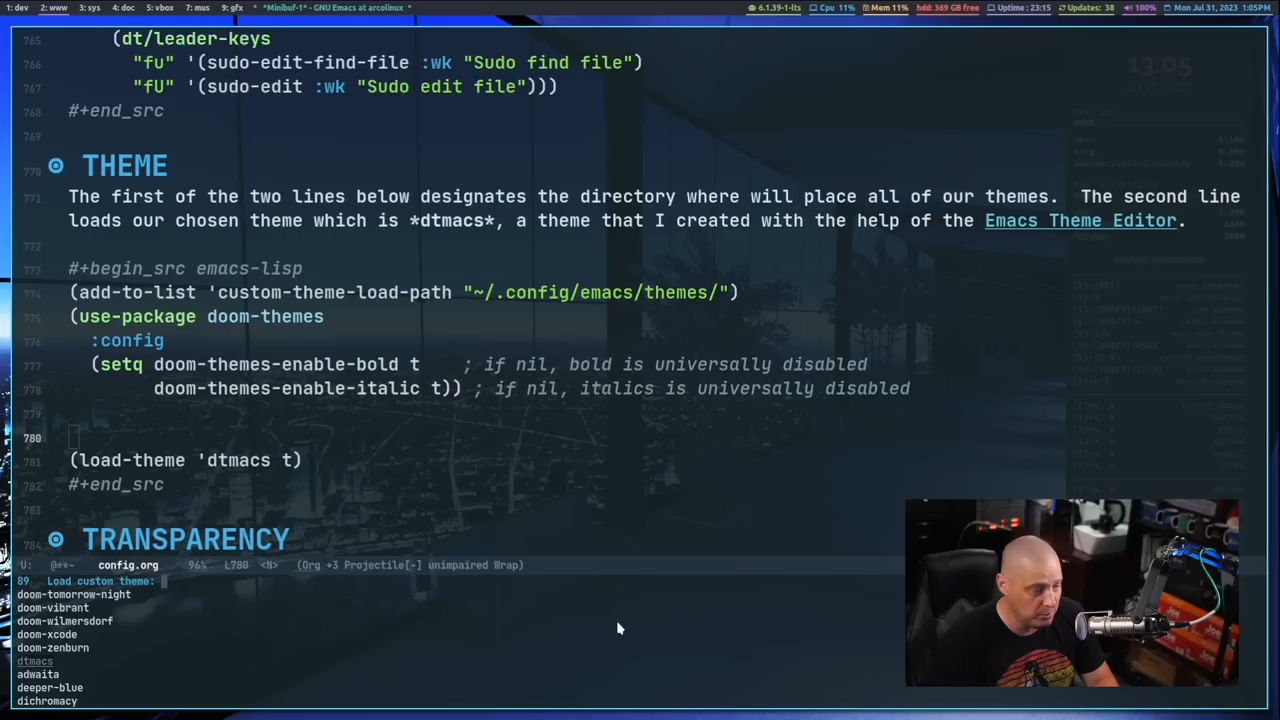 1: dev 2: www 3: sys 4: doc 5: vbox 7: mus 9: gfx * *Minibuf-1* - GNU Emacs at arcolinux * 6.1.39-1-lts Cpu 11% Mem 11% hdd: 369 GB free Uptime : 23:15 Updates: 38 100% Mon Jul 31, 2023 1:05PM
765 (dt/leader-keys
766 "fu" '(sudo-edit-find-file :wk "Sudo find file")
767 "fU" '(sudo-edit :wk "Sudo edit file")))
768 #+end_src
769
770 THEME
771 The first of the two lines below designates the directory where will place all of our themes. The second line
loads our chosen theme which is *dtmacs*, a theme that I created with the help of the Emacs Theme Editor.
772
773 #+begin_src emacs-lisp
774 (add-to-list 'custom-theme-load-path "~/.config/emacs/themes/")
775 (use-package doom-themes
776 :config
777 (setq doom-themes-enable-bold t ; if nil, bold is universally disabled
778 doom-themes-enable-italic t)) ; if nil, italics is universally disabled
779
780
781 (load-theme 'dtmacs t)
782 #+end_src
783
784 TRANSPARENCY
U: @**- config.org 96% L780 <N> (Org +3 Projectile[-] unimpaired Wrap)
89 Load custom theme:
doom-tomorrow-night
doom-vibrant
doom-wilmersdorf
doom-xcode
doom-zenburn
dtmacs
adwaita
deeper-blue
dichromacy
13:05